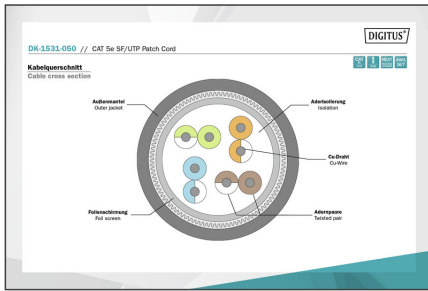 DIGITUS
DK-1531-050 // CAT 5e SF/UTP Patch Cord
Kabelquerschnitt
Cable cross section
Außenmantel
Outer jacket
Aderisolierung
Isolation
Cu-Draht
Cu-Wire
Folienschirmung
Foil screen
Adernpaare
Twisted pair